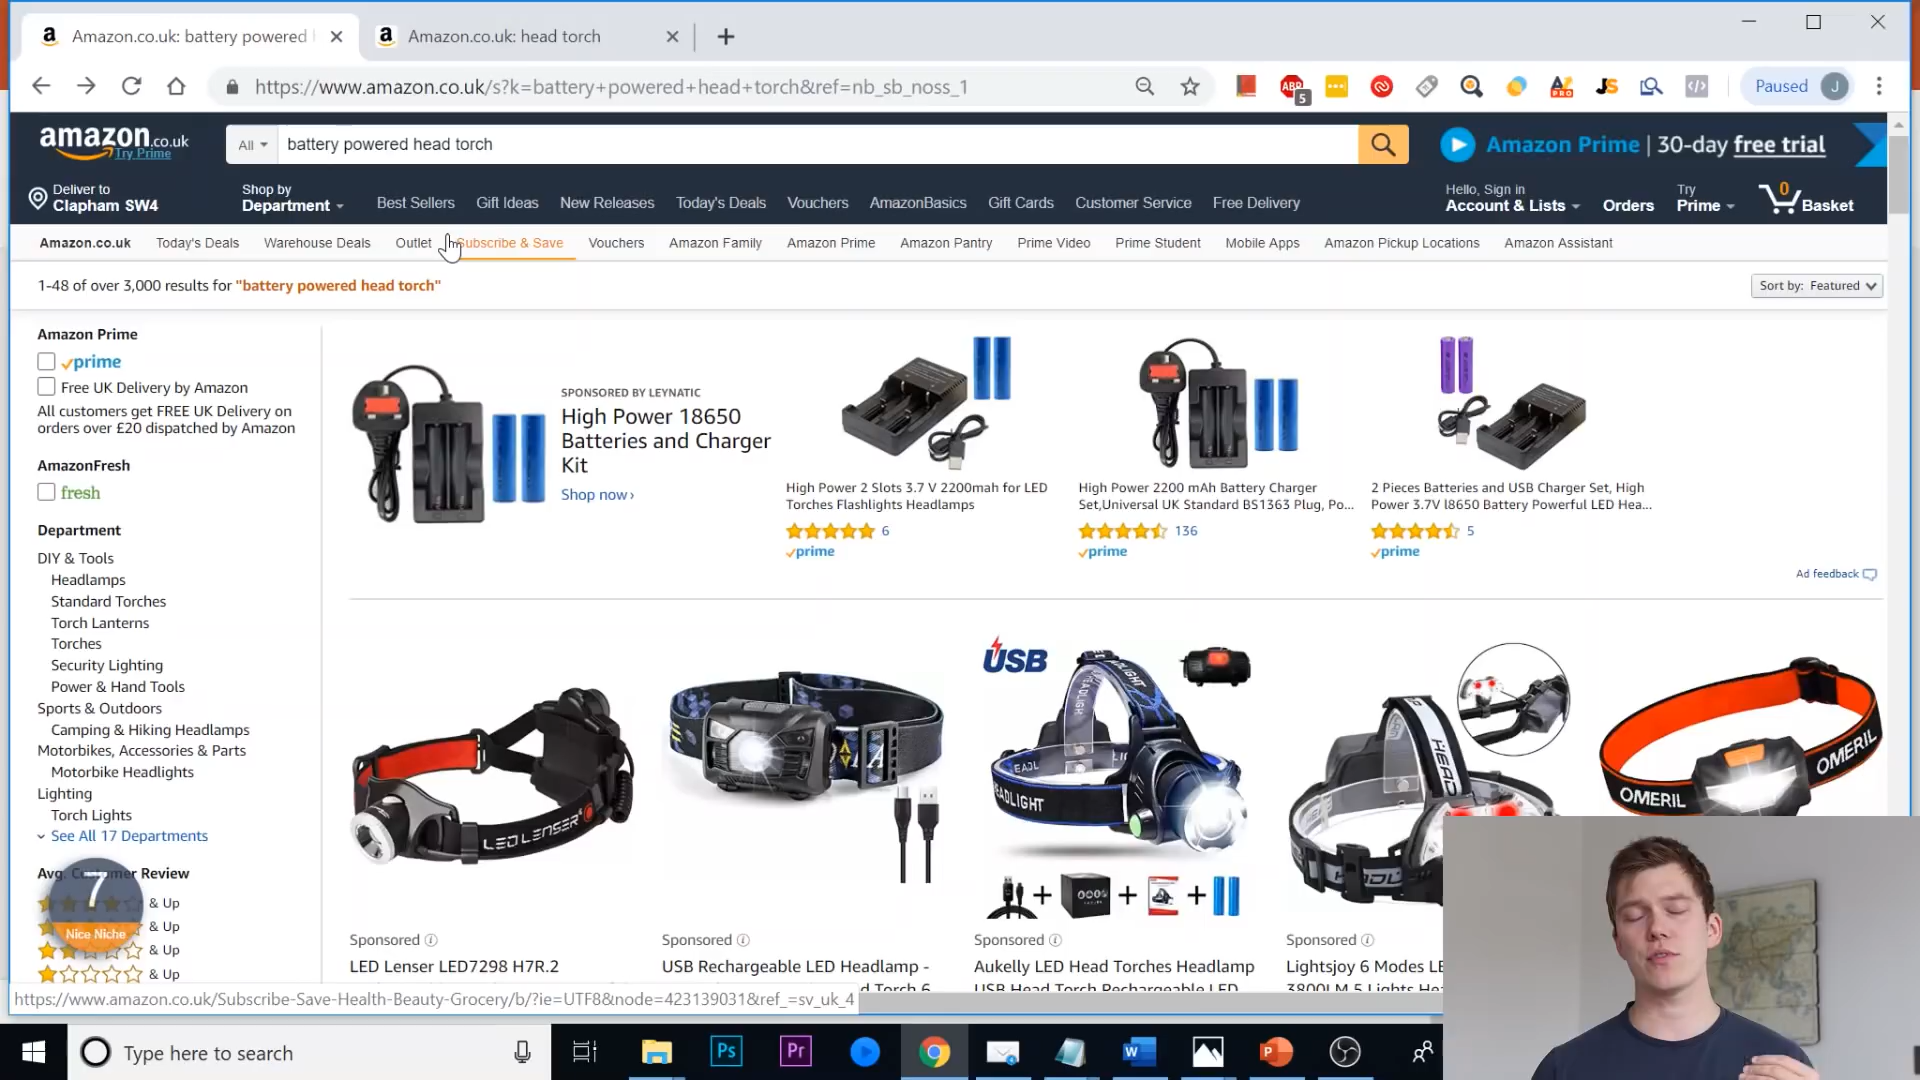 Amazon.co.uk: battery powered
Amazon.co.uk: head torch
https://www.amazon.co.uk/s?k=battery+powered+head+torch&ref=nb_sb_noss_1
ABP
5
PRO
JS
Paused J
amazon.co.uk
Try Prime
All
battery powered head torch
Amazon Prime | 30-day free trial
Deliver to
Clapham SW4
Shop by
Department
Best Sellers
Gift Ideas
New Releases
Today's Deals
Vouchers
AmazonBasics
Gift Cards
Customer Service
Free Delivery
Hello, Sign in
Account & Lists
Orders
Try
Prime
0
Basket
Amazon.co.uk
Today's Deals
Warehouse Deals
Outlet
Subscribe & Save
Vouchers
Amazon Family
Amazon Prime
Amazon Pantry
Prime Video
Prime Student
Mobile Apps
Amazon Pickup Locations
Amazon Assistant
1-48 of over 3,000 results for "battery powered head torch"
Sort by: Featured
Amazon Prime
prime
Free UK Delivery by Amazon
All customers get FREE UK Delivery on
orders over £20 dispatched by Amazon
AmazonFresh
fresh
Department
DIY & Tools
Headlamps
Standard Torches
Torch Lanterns
Torches
Security Lighting
Power & Hand Tools
Sports & Outdoors
Camping & Hiking Headlamps
Motorbikes, Accessories & Parts
Motorbike Headlights
Lighting
Torch Lights
See All 17 Departments
Avg. Customer Review
& Up
& Up
& Up
& Up
7
Nice Niche
SPONSORED BY LEYNATIC
High Power 18650
Batteries and Charger
Kit
Shop now
High Power 2 Slots 3.7 V 2200mah for LED
Torches Flashlights Headlamps
6
prime
High Power 2200 mAh Battery Charger
Set,Universal UK Standard BS1363 Plug, Po...
136
prime
2 Pieces Batteries and USB Charger Set, High
Power 3.7V l8650 Battery Powerful LED Hea...
5
prime
Ad feedback
LED LENSER
USB
HEADLIGHT
OMERIL
OMERIL
Sponsored
LED Lenser LED7298 H7R.2
Sponsored
USB Rechargeable LED Headlamp -
Sponsored
Aukelly LED Head Torches Headlamp
USB Head Torch Rechargeable LED
Sponsored
Lightsjoy 6 Modes LE
3800LM 5 Lights He
https://www.amazon.co.uk/Subscribe-Save-Health-Beauty-Grocery/b/?ie=UTF8&node=423139031&ref_=sv_uk_4
Type here to search
Ps
Pr
W
P